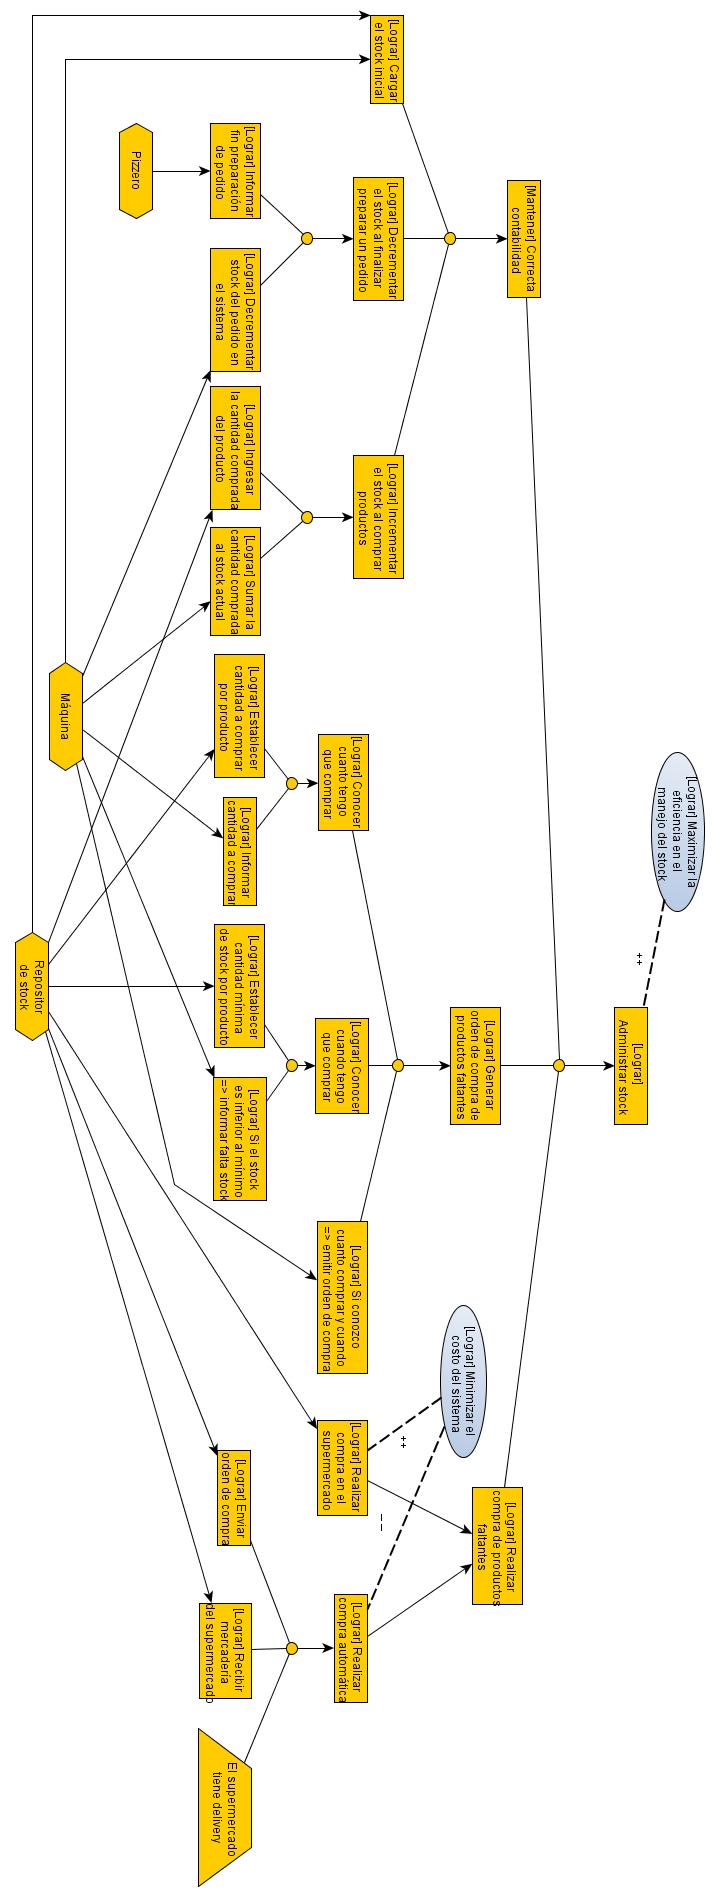 [Lograr] Maximizar la
eficiencia en el
manejo del stock
++
[Lograr]
Administrar stock
[Mantener] Correcta
contabilidad
[Lograr] Generar
orden de compra de
productos faltantes
[Lograr] Minimizar el
costo del sistema
++
--
[Lograr] Realizar
compra de productos
faltantes
[Lograr] Cargar
el stock inicial
[Lograr] Decrementar
el stock al finalizar
preparar un pedido
[Lograr] Incrementar
el stock al comprar
productos
[Lograr] Conocer
cuanto tengo
que comprar
[Lograr] Conocer
cuando tengo
que comprar
[Lograr] Si conozco
cuanto comprar y cuando
=> emitir orden de compra
[Lograr] Realizar
compra en el
supermercado
[Lograr] Realizar
compra automática
[Lograr] Informar
fin preparación
de pedido
[Lograr] Decrementar
stock del pedido en
el sistema
[Lograr] Ingresar
la cantidad comprada
del producto
[Lograr] Sumar la
cantidad comprada
al stock actual
[Lograr] Establecer
cantidad a comprar
por producto
[Lograr] Informar
cantidad a comprar
[Lograr] Establecer
cantidad mínima
de stock por producto
[Lograr] Si el stock
es inferior al mínimo
=> informar falta stock
[Lograr] Enviar
orden de compra
[Lograr] Recibir
mercadería
del supermercado
El supermercado
tiene delivery
Pizzero
Máquina
Repositor
de stock